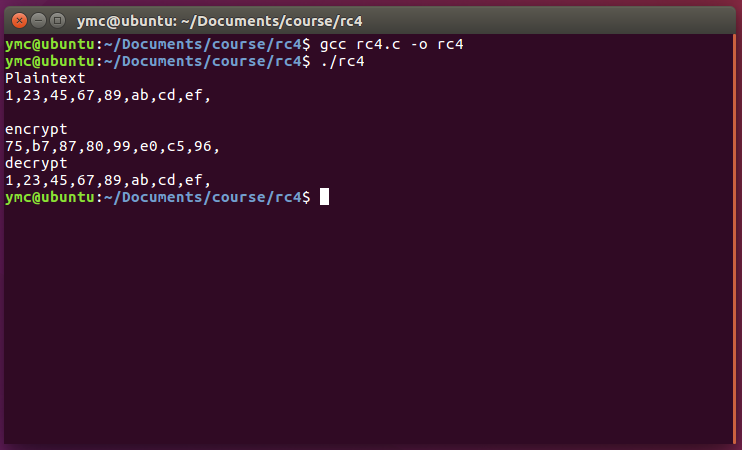 ymc@ubuntu: ~/Documents/course/rc4
ymc@ubuntu:~/Documents/course/rc4$ gcc rc4.c -o rc4
ymc@ubuntu:~/Documents/course/rc4$ ./rc4
Plaintext
1,23,45,67,89,ab,cd,ef,
encrypt
75,b7,87,80,99,e0,c5,96,
decrypt
1,23,45,67,89,ab,cd,ef,
ymc@ubuntu:~/Documents/course/rc4$